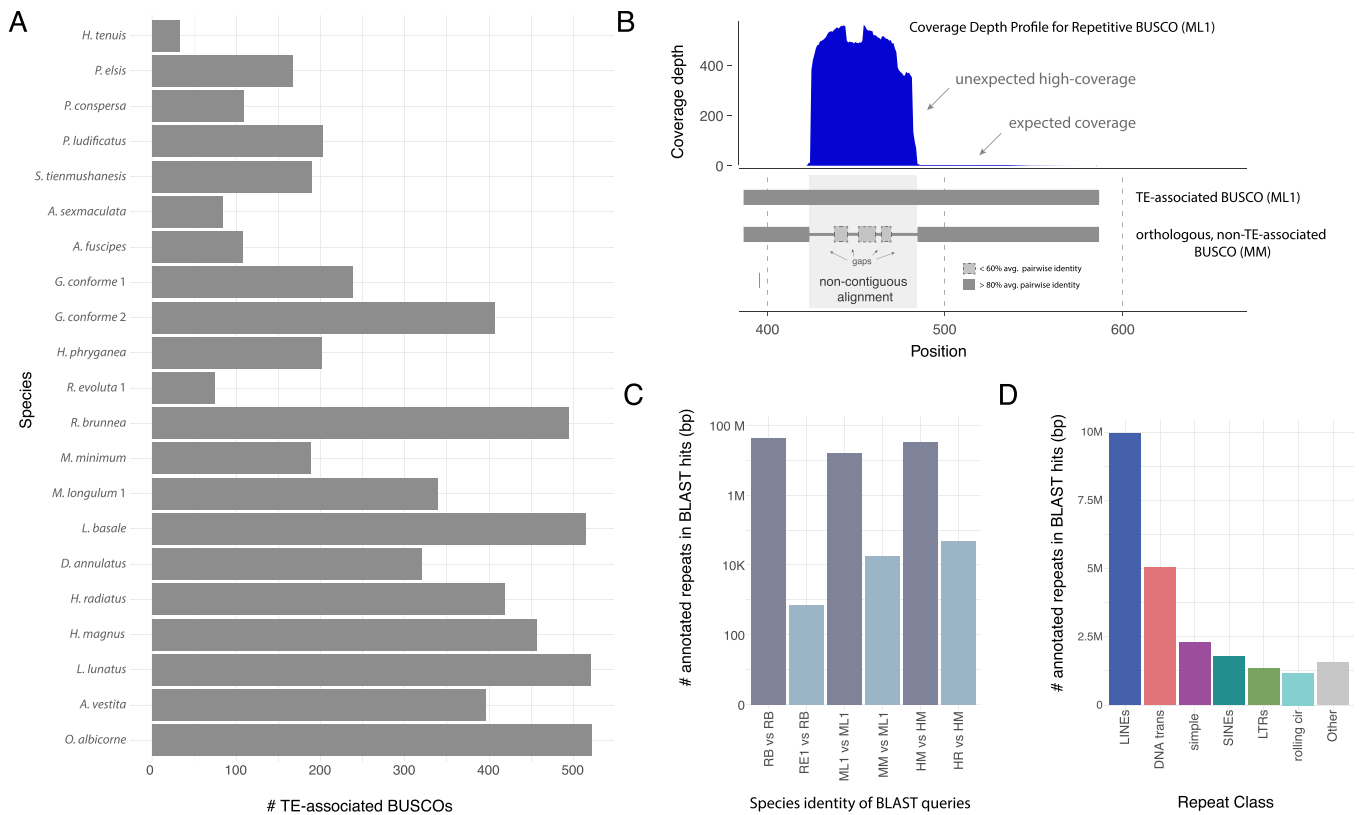 A
H. tenuis
P. elsis
P. conspersa
P. ludificatus
S. tienmushanesis
A. sexmaculata
A. fuscipes
G. conforme 1
G. conforme 2
H. phryganea
R. evoluta 1
R. brunnea
M. minimum
M. longulum 1
L. basale
D. annulatus
H. radiatus
H. magnus
L. lunatus
A. vestita
O. albicorne
Species
0 100 200 300 400 500
# TE-associated BUSCOs
B
Coverage Depth Profile for Repetitive BUSCO (ML1)
Coverage depth
400
200
0
unexpected high-coverage
expected coverage
TE-associated BUSCO (ML1)
orthologous, non-TE-associated
BUSCO (MM)
gaps
non-contiguous
alignment
< 60% avg. pairwise identity
> 80% avg. pairwise identity
400 500 600
Position
C
# annotated repeats in BLAST hits (bp)
100 M
1M
10K
100
0
RB vs RB
RE1 vs RB
ML1 vs ML1
MM vs ML1
HM vs HM
HR vs HM
Species identity of BLAST queries
D
# annotated repeats in BLAST hits (bp)
10M
7.5M
5M
2.5M
0
LINEs
DNA trans
simple
SINEs
LTRs
rolling cir
Other
Repeat Class